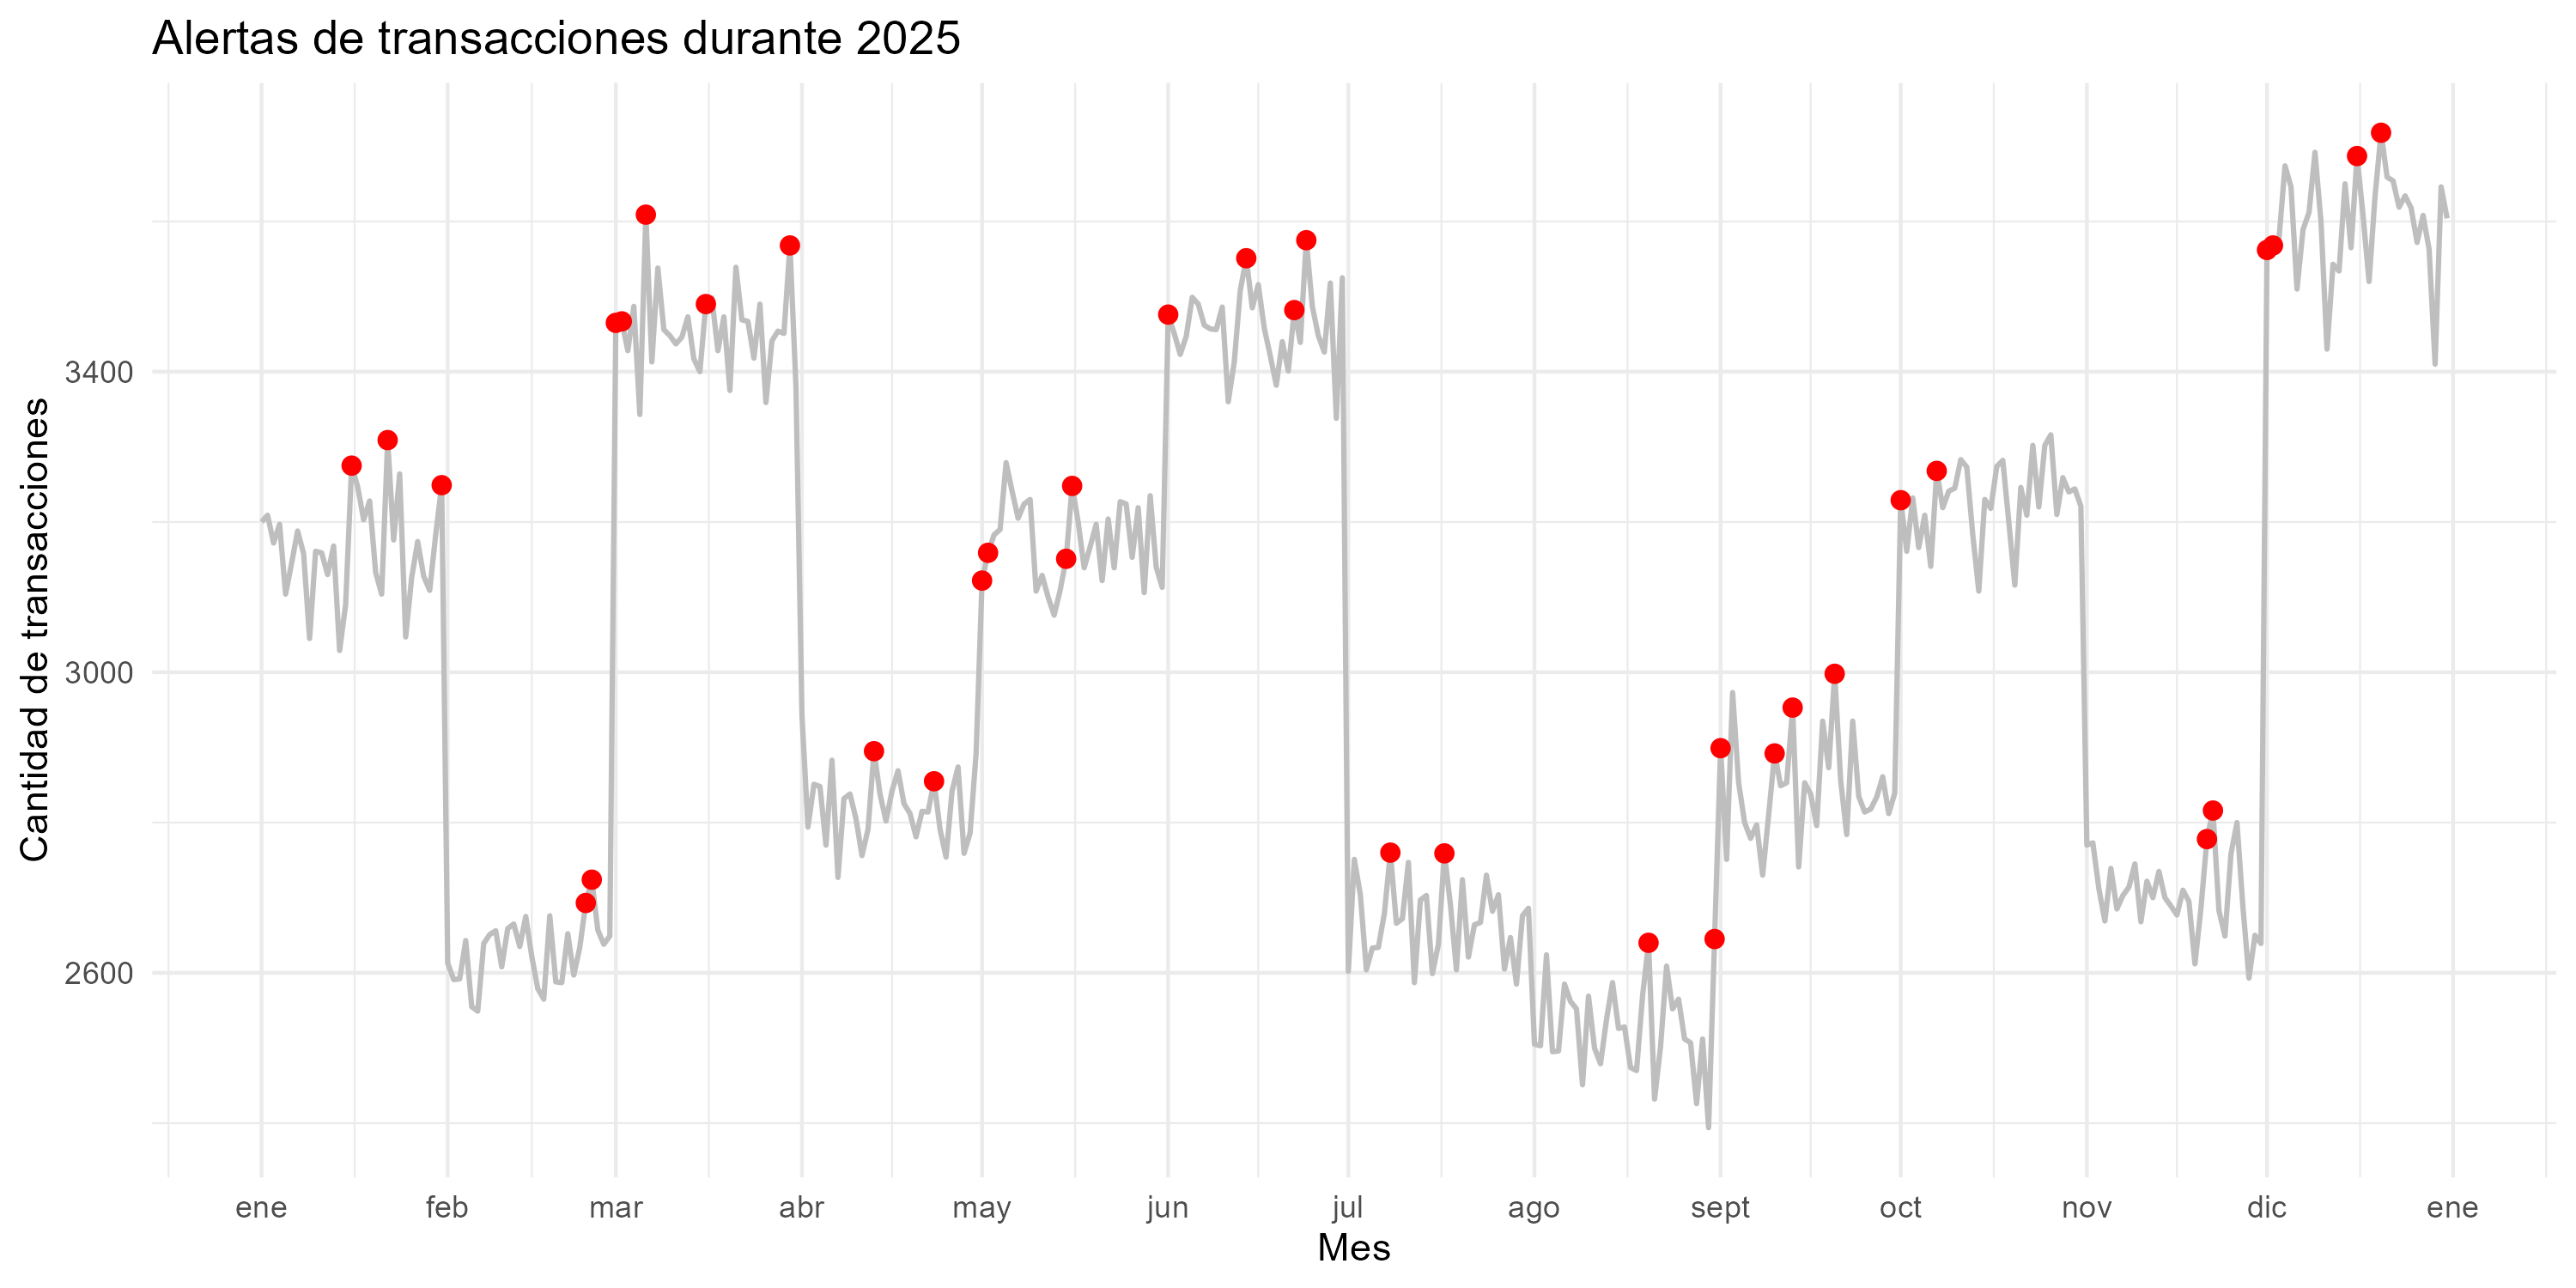 Alertas de transacciones durante 2025
Cantidad de transacciones
3400
3000
2600
ene feb mar abr may jun jul ago sept oct nov dic ene
Mes